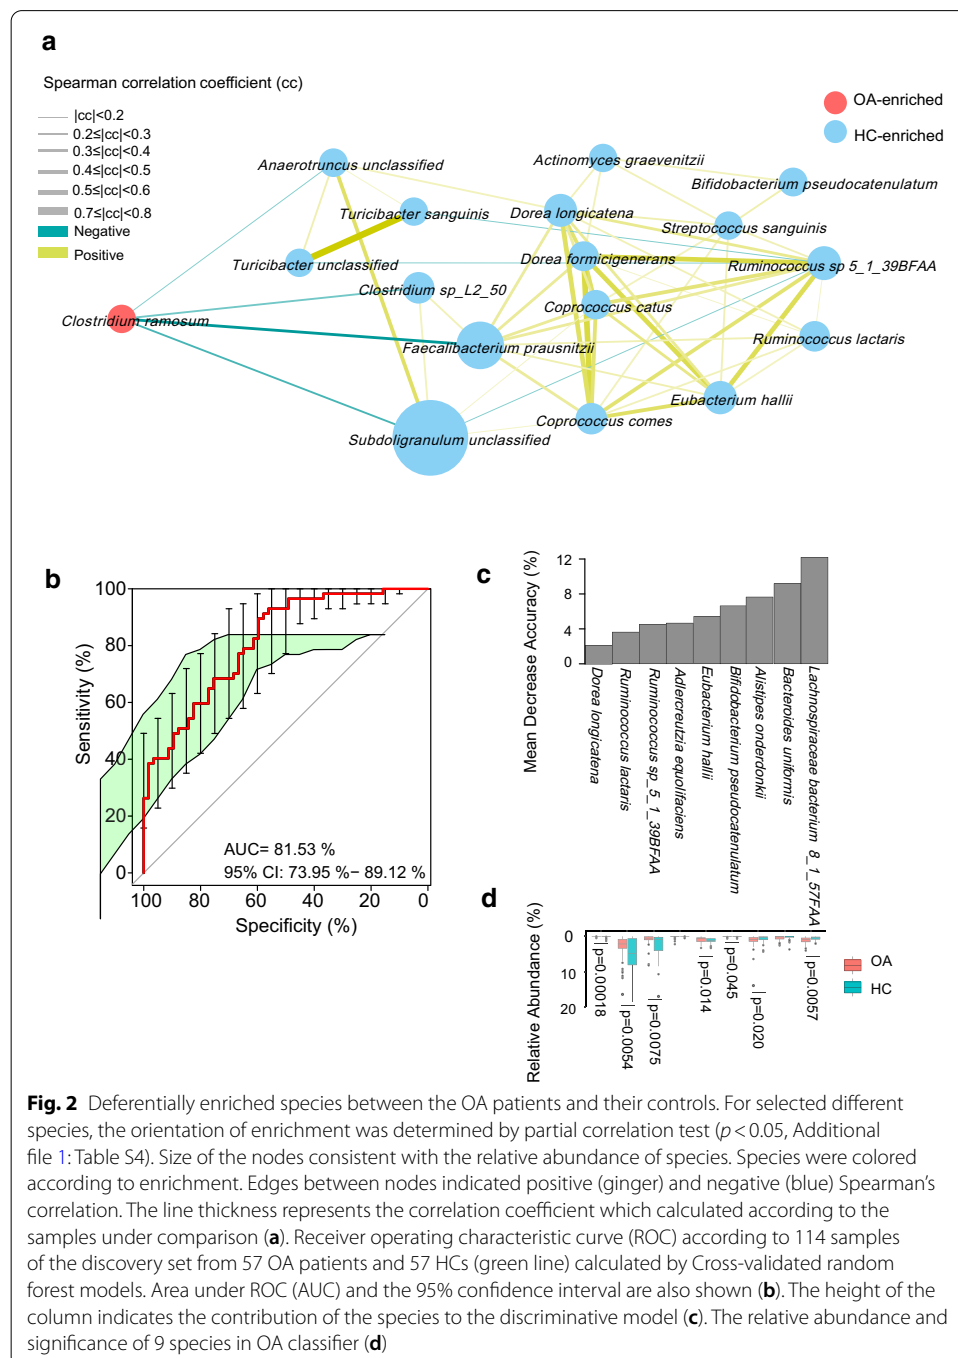 a
Spearman correlation coefficient (cc)
|cc|<0.2
0.2≤|cc|<0.3
0.3≤|cc|<0.4
0.4≤|cc|<0.5
0.5≤|cc|<0.6
0.7≤|cc|<0.8
Negative
Positive
OA-enriched
HC-enriched
Anaerotruncus unclassified
Actinomyces graevenitzii
Bifidobacterium pseudocatenulatum
Turicibacter sanguinis
Dorea longicatena
Streptococcus sanguinis
Turicibacter unclassified
Dorea formicigenerans
Ruminococcus sp 5_1_39BFAA
Clostridium sp_L2_50
Coprococcus catus
Clostridium ramosum
Faecalibacterium prausnitzii
Ruminococcus lactaris
Eubacterium hallii
Coprococcus comes
Subdoligranulum unclassified
b
Sensitivity (%)
100
80
60
40
20
0
AUC= 81.53 %
95% CI: 73.95 %− 89.12 %
100 80 60 40 20 0
Specificity (%)
c
Mean Decrease Accuracy (%)
12
8
4
0
Dorea longicatena
Ruminococcus lactaris
Ruminococcus sp_5_1_39BFAA
Adlercreutzia equolifaciens
Eubacterium hallii
Bifidobacterium pseudocatenulatum
Alistipes onderdonkii
Bacteroides uniformis
Lachnospiraceae bacterium 8_1_57FAA
d
Relative Abundance (%)
0
10
20
p=0.00018
p=0.0054
p=0.0075
p=0.014
p=0.045
p=0.020
p=0.0057
OA
HC
Fig. 2 Deferentially enriched species between the OA patients and their controls. For selected different
species, the orientation of enrichment was determined by partial correlation test (p < 0.05, Additional
file 1: Table S4). Size of the nodes consistent with the relative abundance of species. Species were colored
according to enrichment. Edges between nodes indicated positive (ginger) and negative (blue) Spearman's
correlation. The line thickness represents the correlation coefficient which calculated according to the
samples under comparison (a). Receiver operating characteristic curve (ROC) according to 114 samples
of the discovery set from 57 OA patients and 57 HCs (green line) calculated by Cross-validated random
forest models. Area under ROC (AUC) and the 95% confidence interval are also shown (b). The height of the
column indicates the contribution of the species to the discriminative model (c). The relative abundance and
significance of 9 species in OA classifier (d)